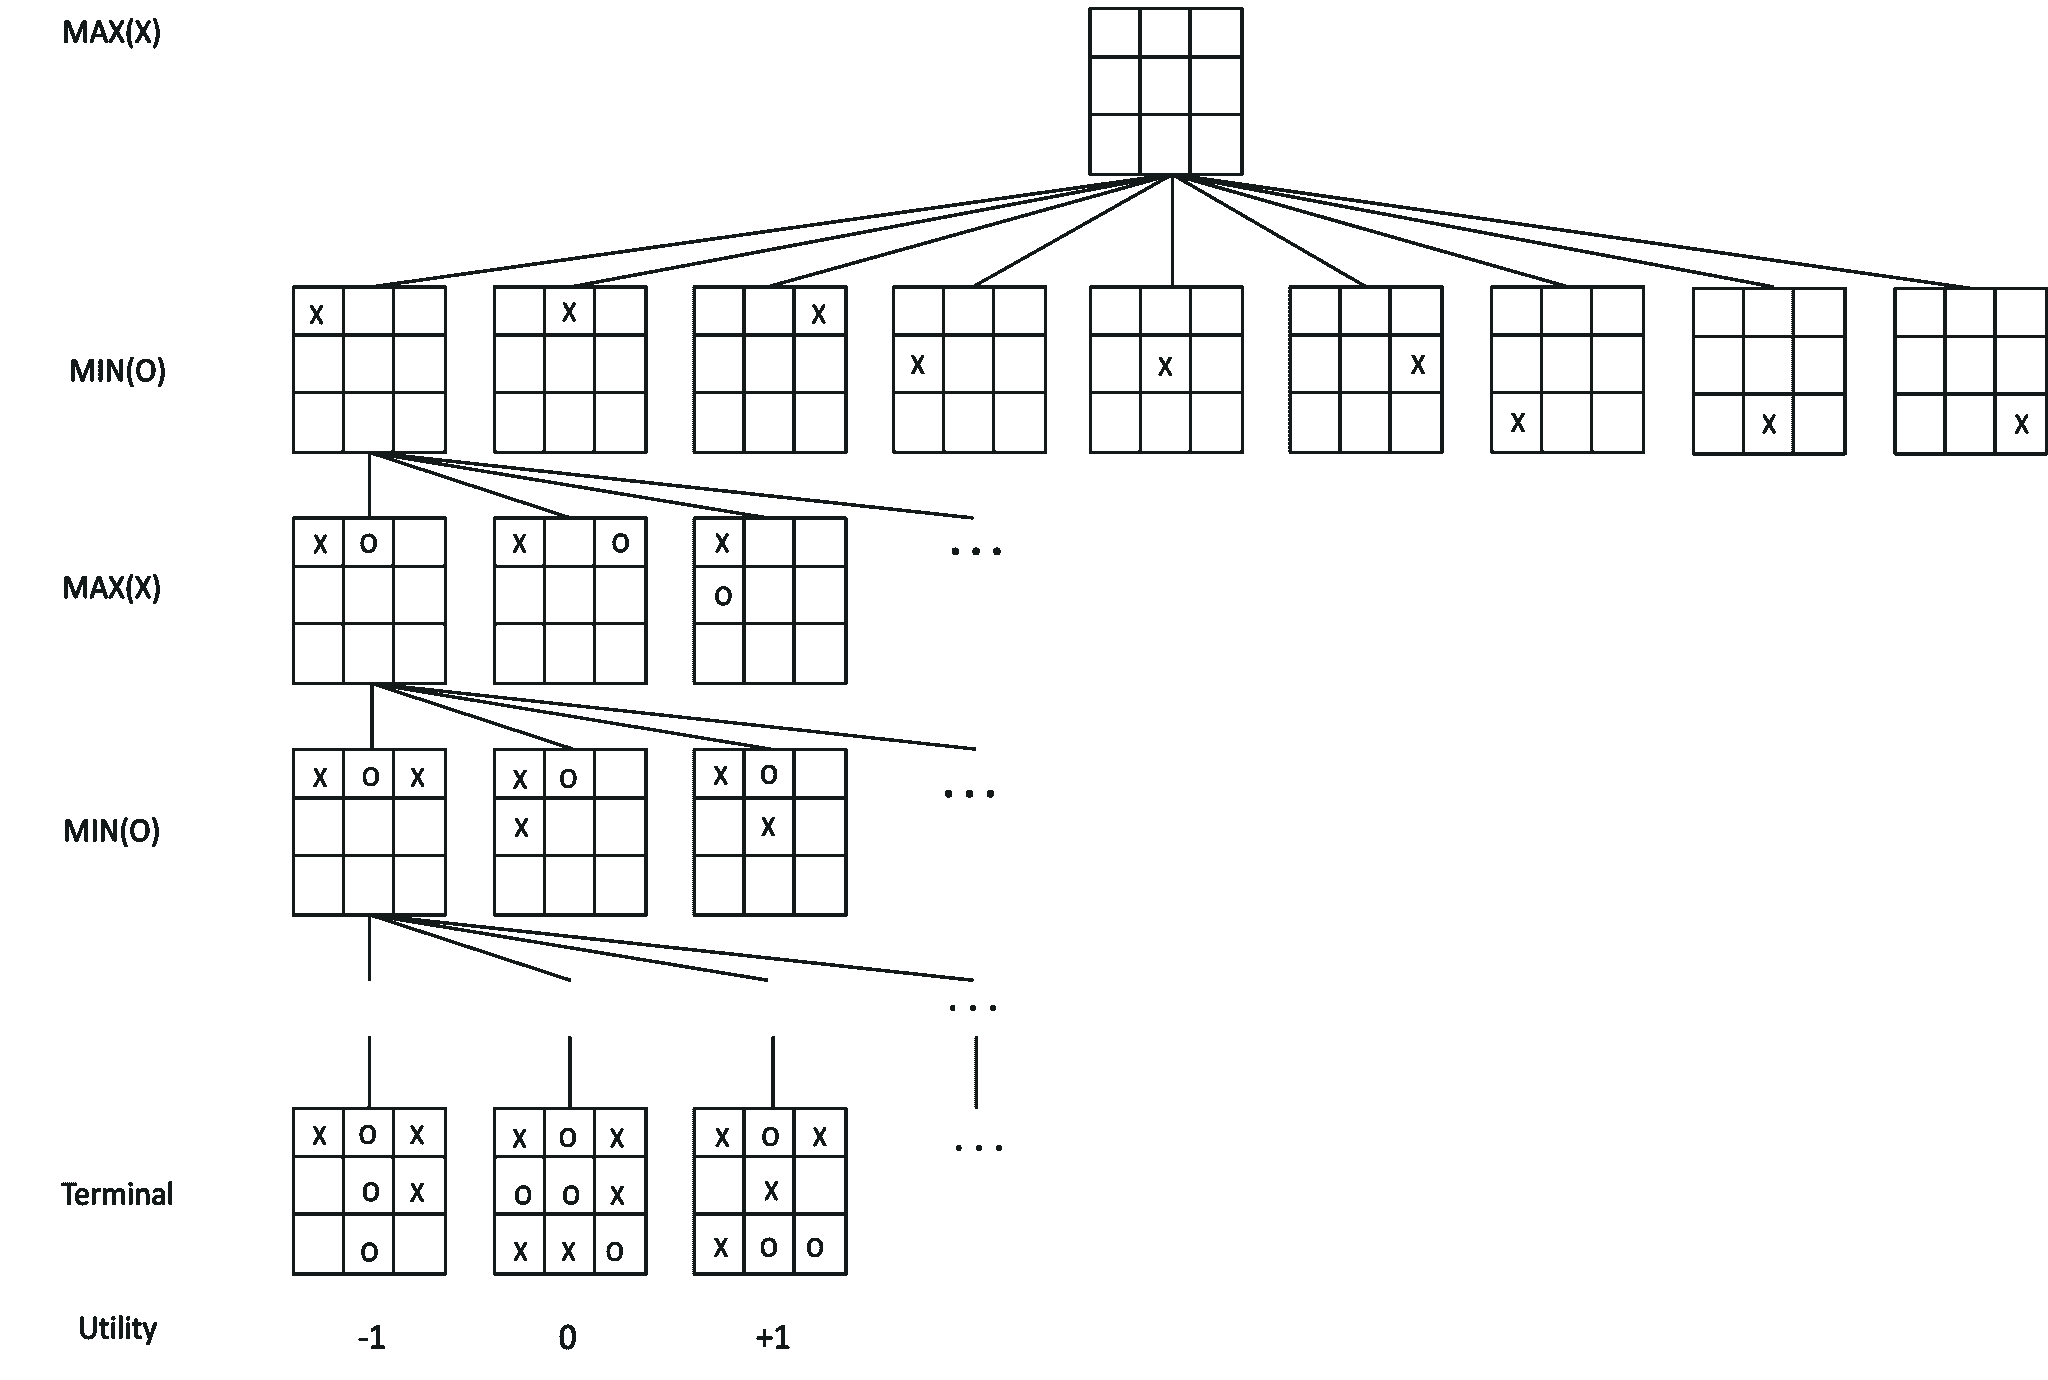 MAX(X)
X X X
MIN(O) X X X
X X X
X O X O X
MAX(X) O ...
X O X X O X O
MIN(O) X X ...
...
X O X X O X X O X ...
Terminal O X O O X X
O X X O X O O
Utility -1 0 +1